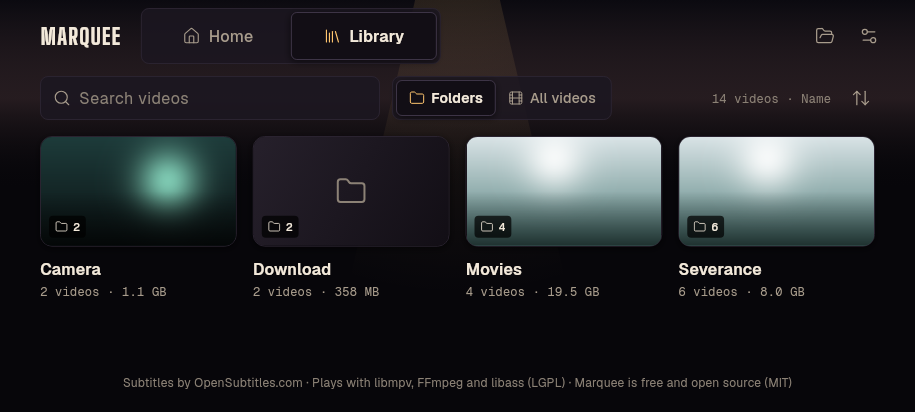 MARQUEE
Home
Library
Search videos
Folders
All videos
14 videos · Name
2
2
4
6
Camera
Download
Movies
Severance
2 videos · 1.1 GB
2 videos · 358 MB
4 videos · 19.5 GB
6 videos · 8.0 GB
Subtitles by OpenSubtitles.com · Plays with libmpv, FFmpeg and libass (LGPL) · Marquee is free and open source (MIT)